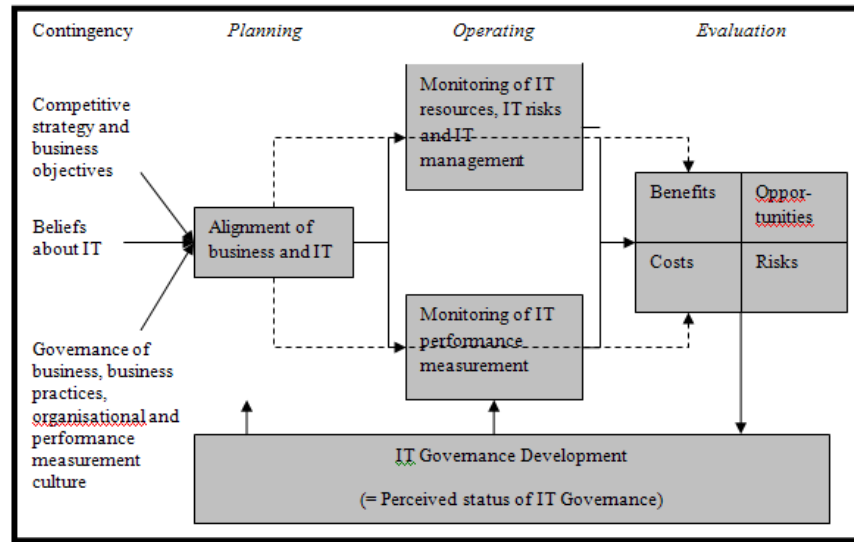 Contingency
Planning
Operating
Evaluation
Competitive
strategy and
business
objectives
Beliefs
about IT
Governance of
business, business
practices,
organisational and
performance
measurement
culture
Alignment of
business and IT
Monitoring of IT
resources, IT risks
and IT
management
Monitoring of IT
performance
measurement
Benefits
Oppor-
tunities
Costs
Risks
IT Governance Development
(= Perceived status of IT Governance)